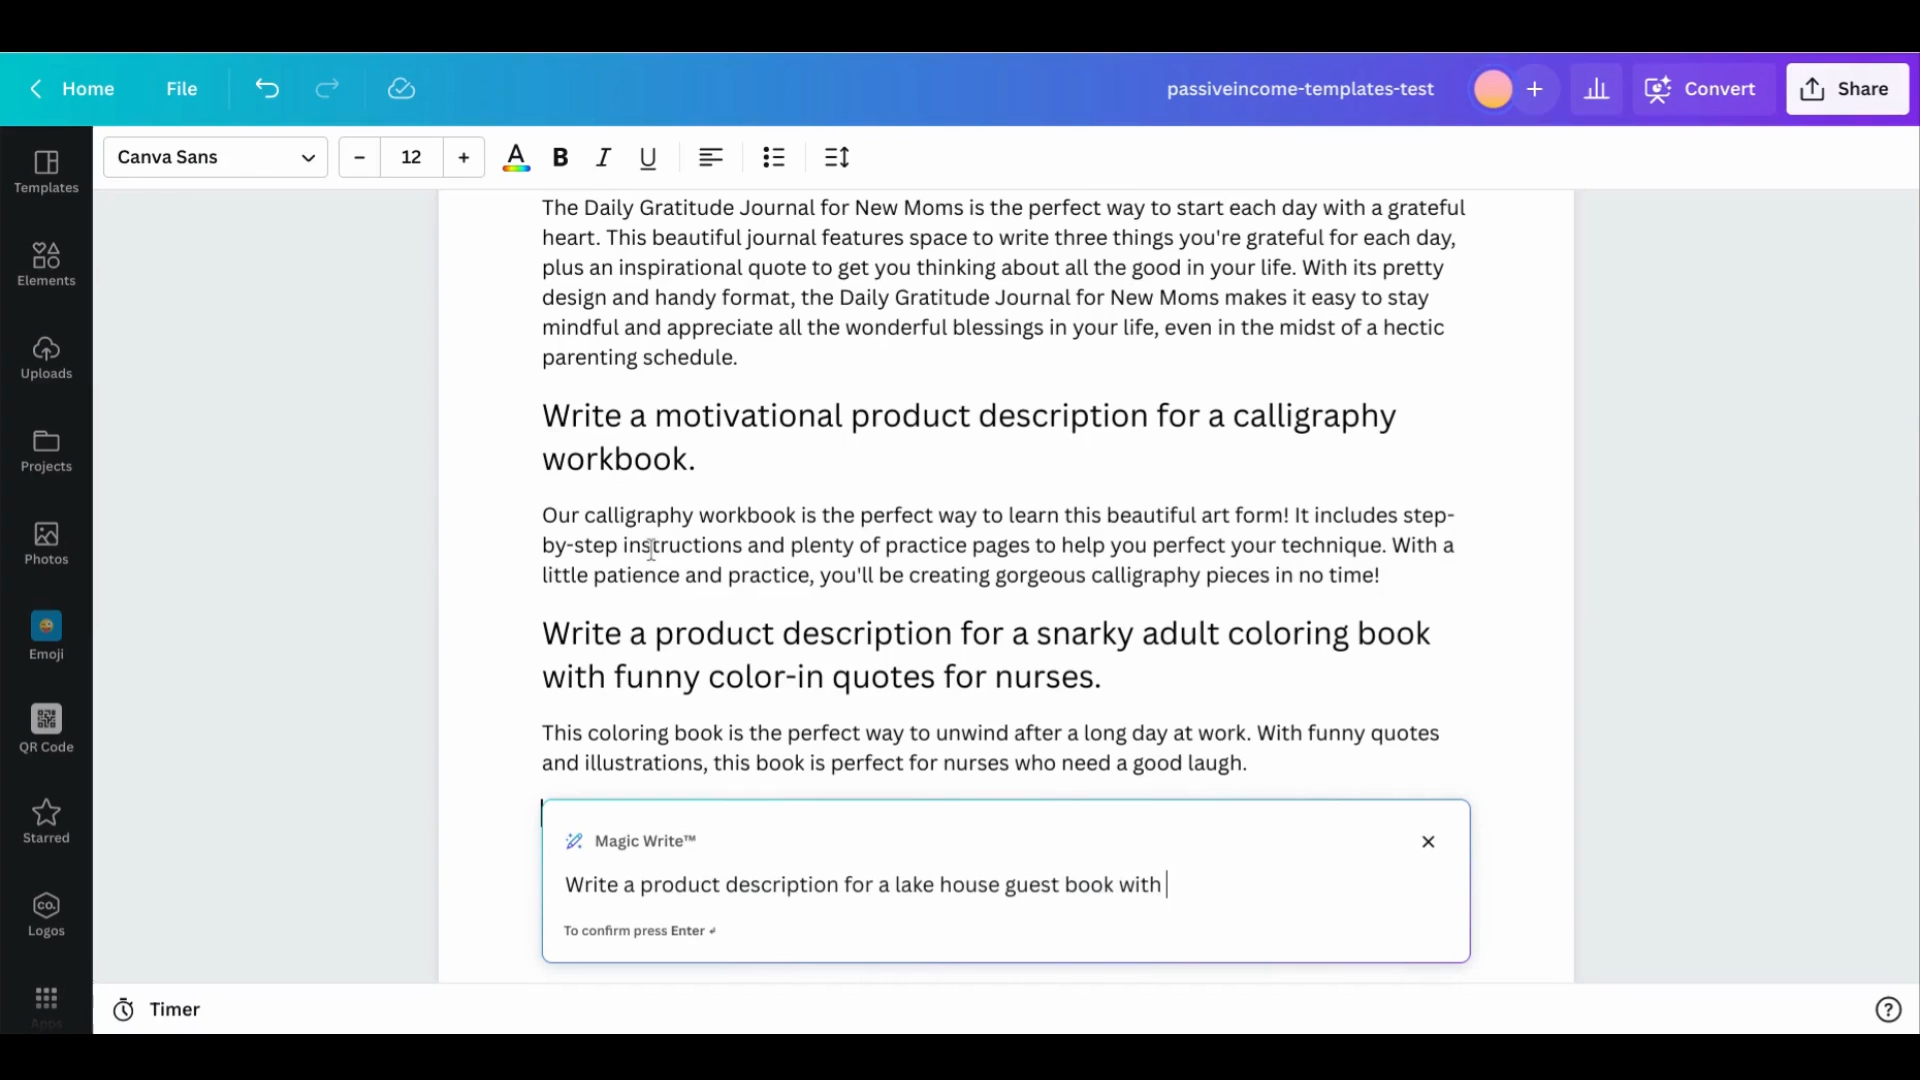 Home
File
passiveincome-templates-test
+
Convert
Share
Canva Sans
– 12 +
A B I U
Templates
Elements
Uploads
Projects
Photos
Emoji
QR Code
Starred
CO.
Logos
Apps
The Daily Gratitude Journal for New Moms is the perfect way to start each day with a grateful
heart. This beautiful journal features space to write three things you're grateful for each day,
plus an inspirational quote to get you thinking about all the good in your life. With its pretty
design and handy format, the Daily Gratitude Journal for New Moms makes it easy to stay
mindful and appreciate all the wonderful blessings in your life, even in the midst of a hectic
parenting schedule.
Write a motivational product description for a calligraphy
workbook.
Our calligraphy workbook is the perfect way to learn this beautiful art form! It includes step-
by-step instructions and plenty of practice pages to help you perfect your technique. With a
little patience and practice, you'll be creating gorgeous calligraphy pieces in no time!
Write a product description for a snarky adult coloring book
with funny color-in quotes for nurses.
This coloring book is the perfect way to unwind after a long day at work. With funny quotes
and illustrations, this book is perfect for nurses who need a good laugh.
Magic Write™
Write a product description for a lake house guest book with
To confirm press Enter ↵
Timer
?